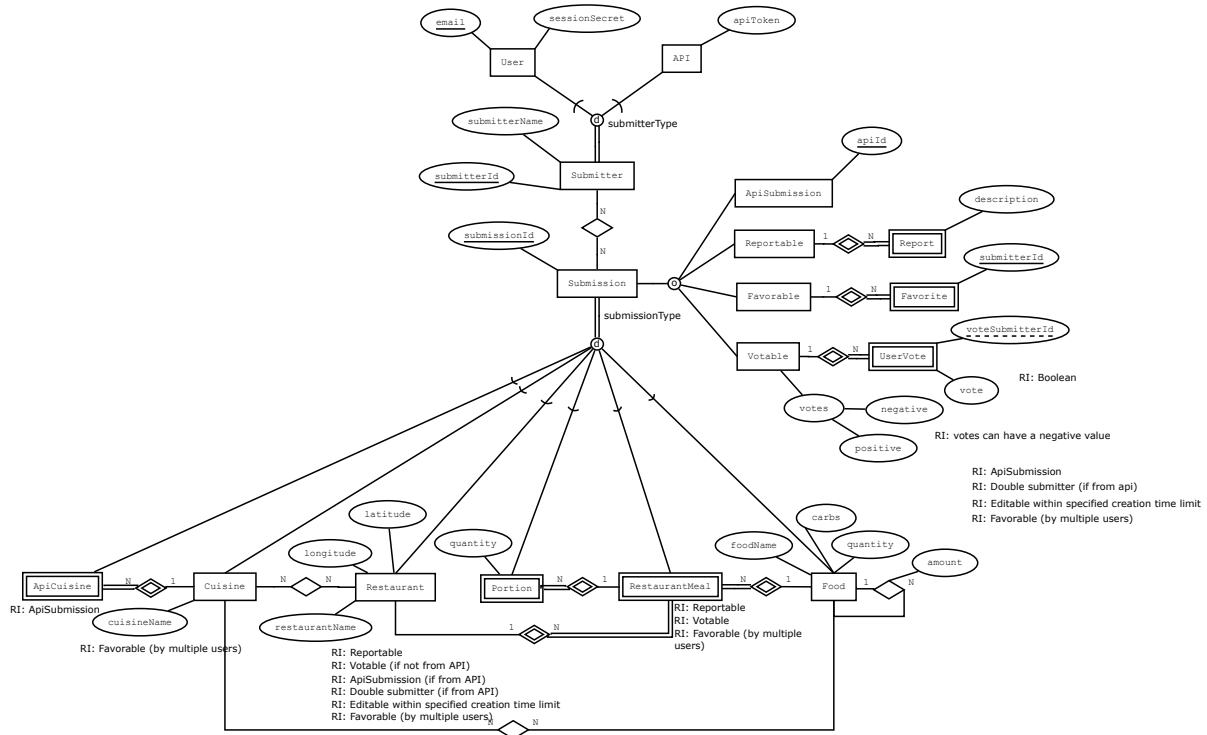 email
sessionSecret
apiToken
User
API
d
submitterType
submitterName
submitterId
Submitter
N
N
submissionId
Submission
o
submissionType
d
apiId
ApiSubmission
description
Reportable
1
N
Report
submitterId
Favorable
1
N
Favorite
voteSubmitterId
Votable
1
N
UserVote
RI: Boolean
vote
votes
negative
positive
RI: votes can have a negative value
RI: ApiSubmission
RI: Double submitter (if from api)
RI: Editable within specified creation time limit
RI: Favorable (by multiple users)
latitude
longitude
quantity
foodName
carbs
quantity
amount
ApiCuisine
N
1
Cuisine
N
N
Restaurant
Portion
N
1
RestaurantMeal
N
1
Food
1
N
RI: ApiSubmission
cuisineName
restaurantName
RI: Favorable (by multiple users)
1
N
RI: Reportable
RI: Votable
RI: Favorable (by multiple
users)
RI: Reportable
RI: Votable (if not from API)
RI: ApiSubmission (if from API)
RI: Double submitter (if from API)
RI: Editable within specified creation time limit
RI: Favorable (by multiple users)
N
N